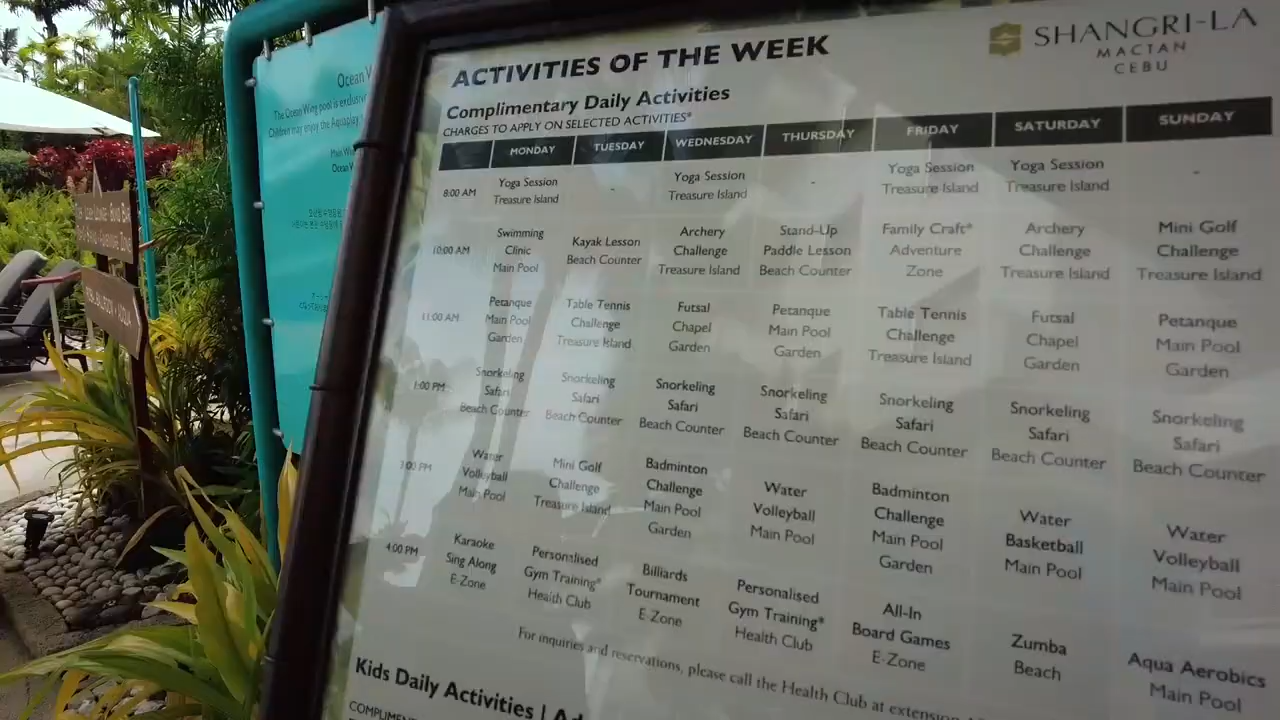 ACTIVITIES OF THE WEEK
SHANGRI-LA
MACTAN
CEBU
Complimentary Daily Activities
CHARGES TO APPLY ON SELECTED ACTIVITIES*
MONDAY TUESDAY WEDNESDAY THURSDAY FRIDAY SATURDAY SUNDAY
8:00 AM
Yoga Session
Treasure Island
-
Yoga Session
Treasure Island
-
Yoga Session
Treasure Island
Yoga Session
Treasure Island
-
10:00 AM
Swimming
Clinic
Main Pool
Kayak Lesson
Beach Counter
Archery
Challenge
Treasure Island
Stand-Up
Paddle Lesson
Beach Counter
Family Craft*
Adventure
Zone
Archery
Challenge
Treasure Island
Mini Golf
Challenge
Treasure Island
11:00 AM
Petanque
Main Pool
Garden
Table Tennis
Challenge
Treasure Island
Futsal
Chapel
Garden
Petanque
Main Pool
Garden
Table Tennis
Challenge
Treasure Island
Futsal
Chapel
Garden
Petanque
Main Pool
Garden
1:00 PM
Snorkeling
Safari
Beach Counter
Snorkeling
Safari
Beach Counter
Snorkeling
Safari
Beach Counter
Snorkeling
Safari
Beach Counter
Snorkeling
Safari
Beach Counter
Snorkeling
Safari
Beach Counter
Snorkeling
Safari
Beach Counter
PM
Water
Volleyball
Main Pool
Mini Golf
Challenge
Treasure Island
Badminton
Challenge
Main Pool
Garden
Water
Volleyball
Main Pool
Badminton
Challenge
Main Pool
Garden
Water
Basketball
Main Pool
Water
Volleyball
Main Pool
4:00 PM
Karaoke
Sing Along
E-Zone
Personalised
Gym Training*
Health Club
Billiards
Tournament
E-Zone
Personalised
Gym Training*
Health Club
All-In
Board Games
E-Zone
Zumba
Beach
Aqua Aerobics
Main Pool
For inquiries and reservations, please call the Health Club at extension
Kids Daily Activities |
Ocean
The Ocean Wing pool is
Children may enjoy the Aquaplay
Ocean